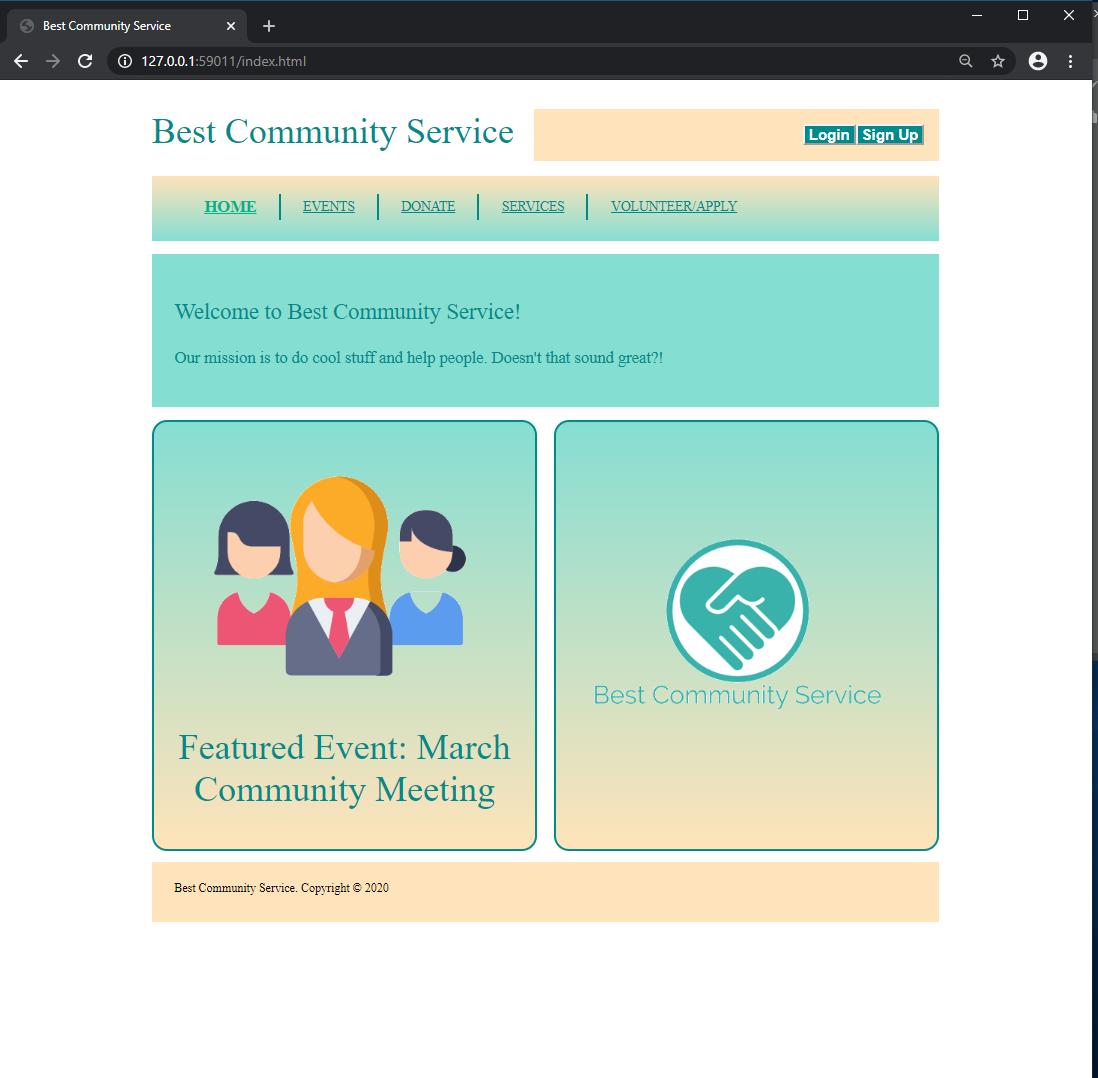 Best Community Service
127.0.0.1:59011/index.html
Best Community Service
Login Sign Up
HOME EVENTS DONATE SERVICES VOLUNTEER/APPLY
Welcome to Best Community Service!
Our mission is to do cool stuff and help people. Doesn't that sound great?!
Featured Event: March
Community Meeting
Best Community Service
Best Community Service. Copyright © 2020